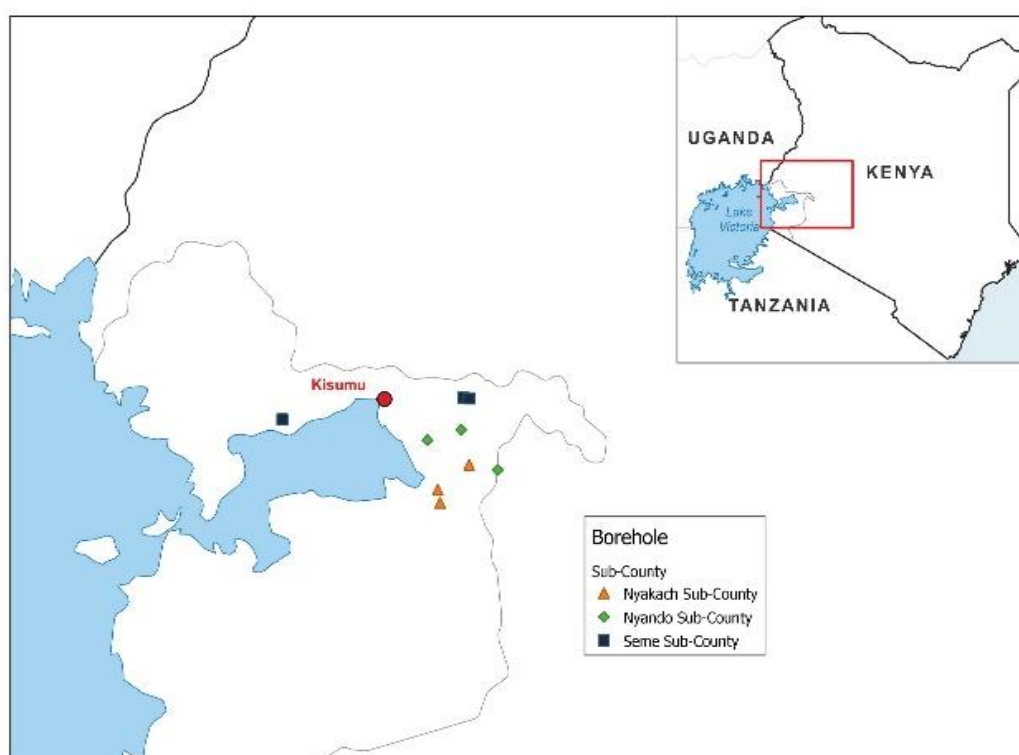 UGANDA
KENYA
Lake
Victoria
TANZANIA
Kisumu
Borehole
Sub-County
Nyakach Sub-County
Nyando Sub-County
Seme Sub-County